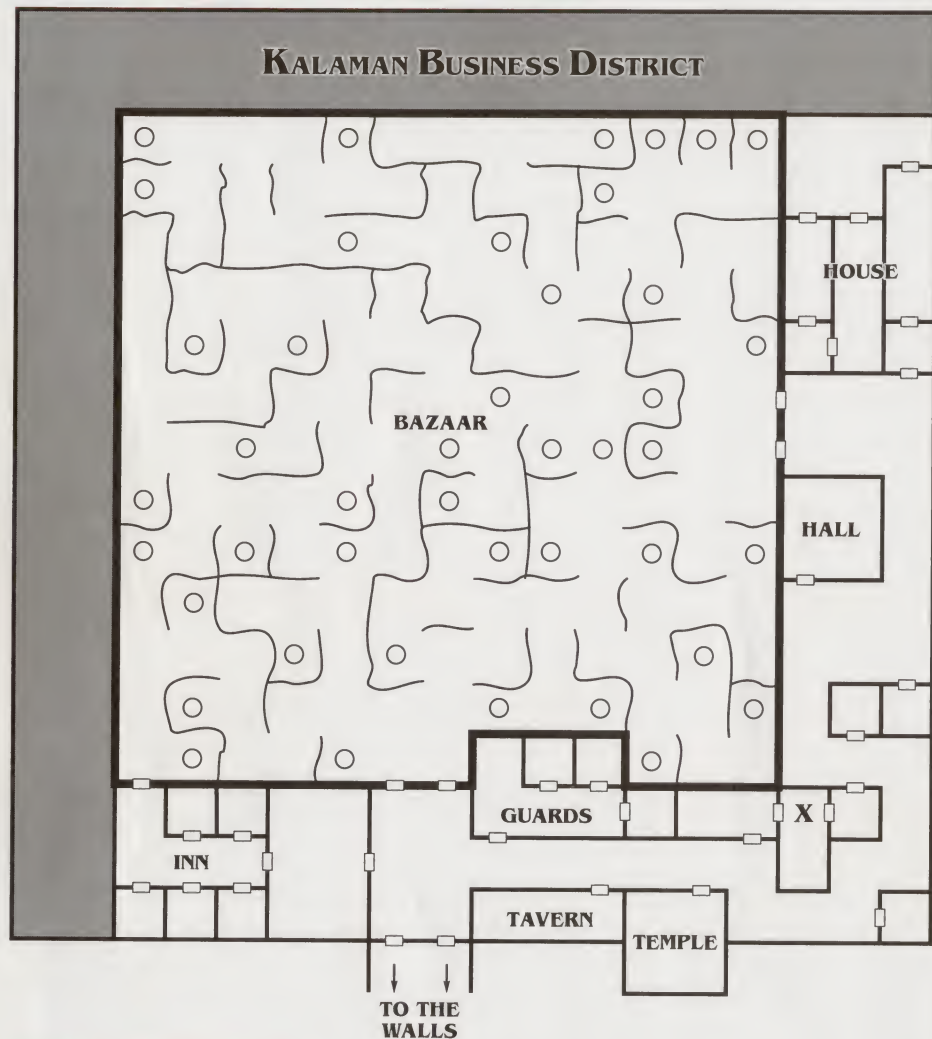 KALAMAN BUSINESS DISTRICT
HOUSE
BAZAAR
HALL
GUARDS
X
INN
TAVERN
TEMPLE
TO THE
WALLS